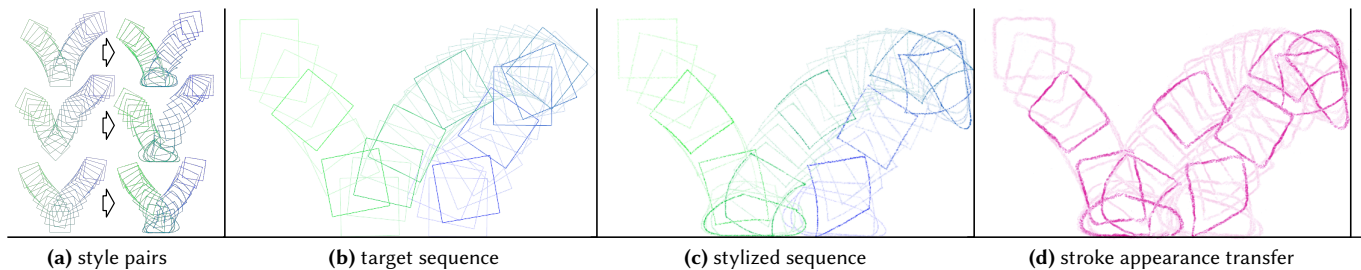 (a) style pairs
(b) target sequence
(c) stylized sequence
(d) stroke appearance transfer